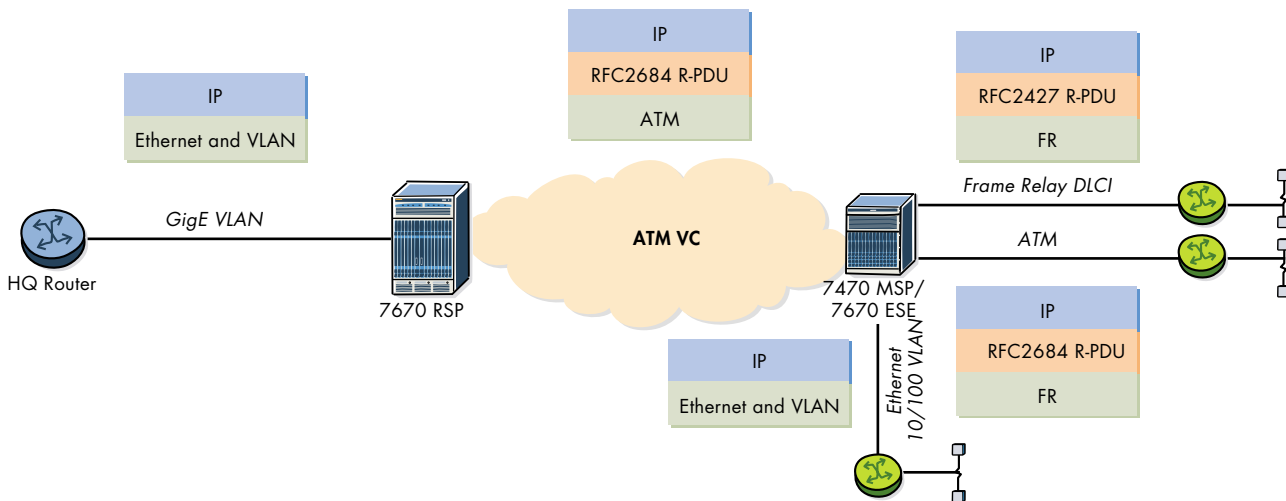 IP
RFC2684 R-PDU
ATM
IP
RFC2427 R-PDU
FR
IP
Ethernet and VLAN
GigE VLAN
HQ Router
7670 RSP
ATM VC
Frame Relay DLCI
ATM
7470 MSP/
7670 ESE
IP
RFC2684 R-PDU
FR
IP
Ethernet and VLAN
Ethernet
10/100 VLAN